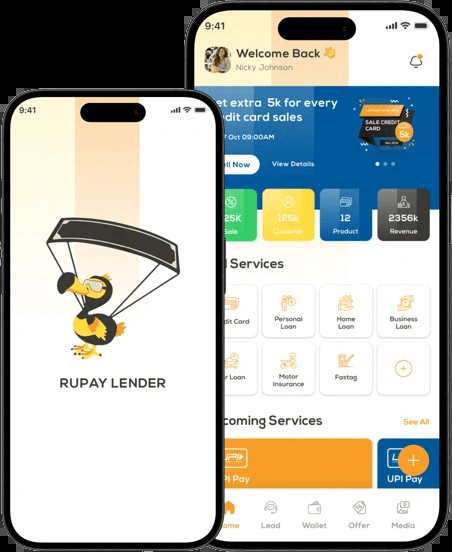 9:41
RUPAY LENDER
9:41
Welcome Back 👋
Nicky Johnson
et extra 5k for every
dit card sales
7 Oct 09:00AM
ll Now
View Details
SALE CREDIT
CARD
5k
25K
Sole
126k
Customer
12
Product
2356k
Revenue
Services
dit Card
Personal
Loan
Home
Loan
Business
Loan
r Loan
Motor
Insurance
Fastag
coming Services
See All
UPI
PI Pay
UPI Pay
ome
Lead
Wallet
Offer
Media